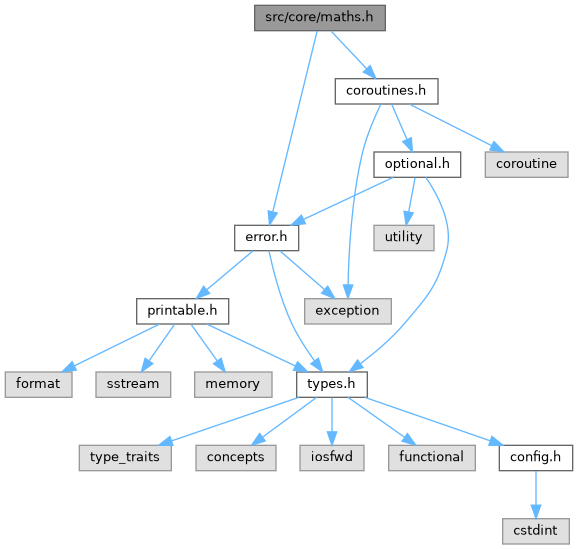 src/core/maths.h
coroutines.h
optional.h
coroutine
error.h
utility
printable.h
exception
format
sstream
memory
types.h
type_traits
concepts
iosfwd
functional
config.h
cstdint